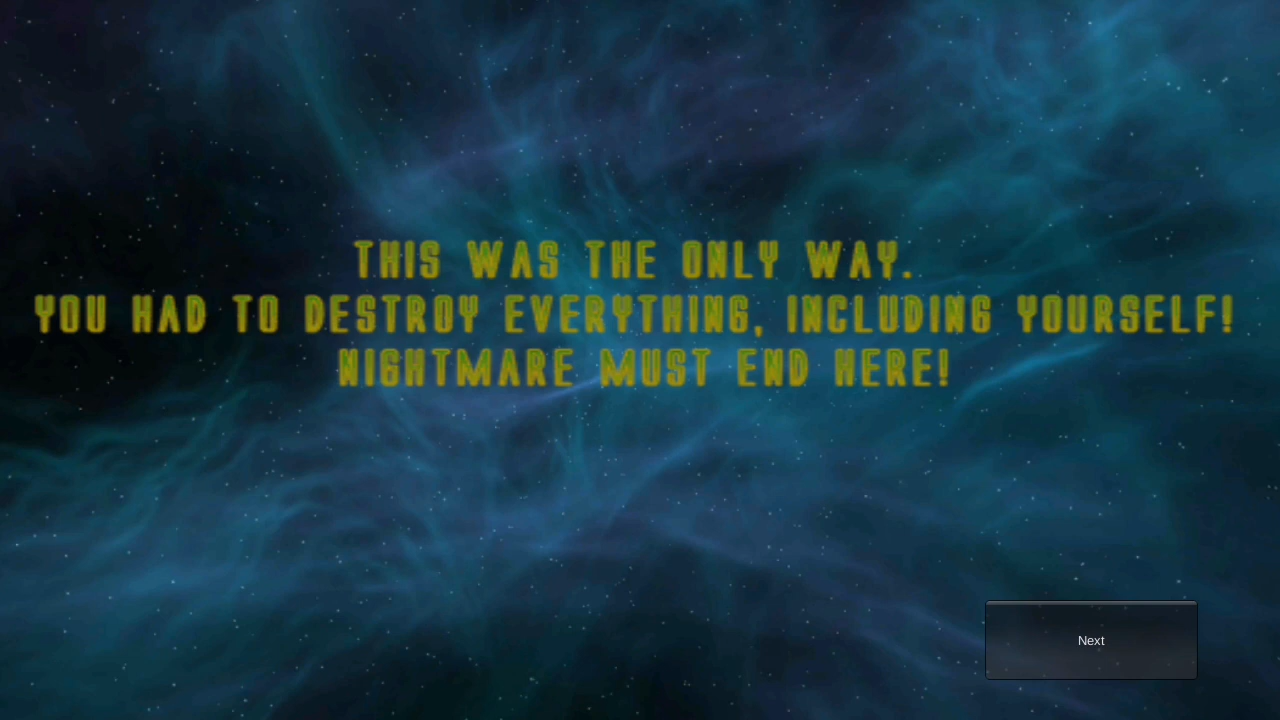 THIS WAS THE ONLY WAY.
YOU HAD TO DESTROY EVERYTHING, INCLUDING YOURSELF!
NIGHTMARE MUST END HERE!
Next